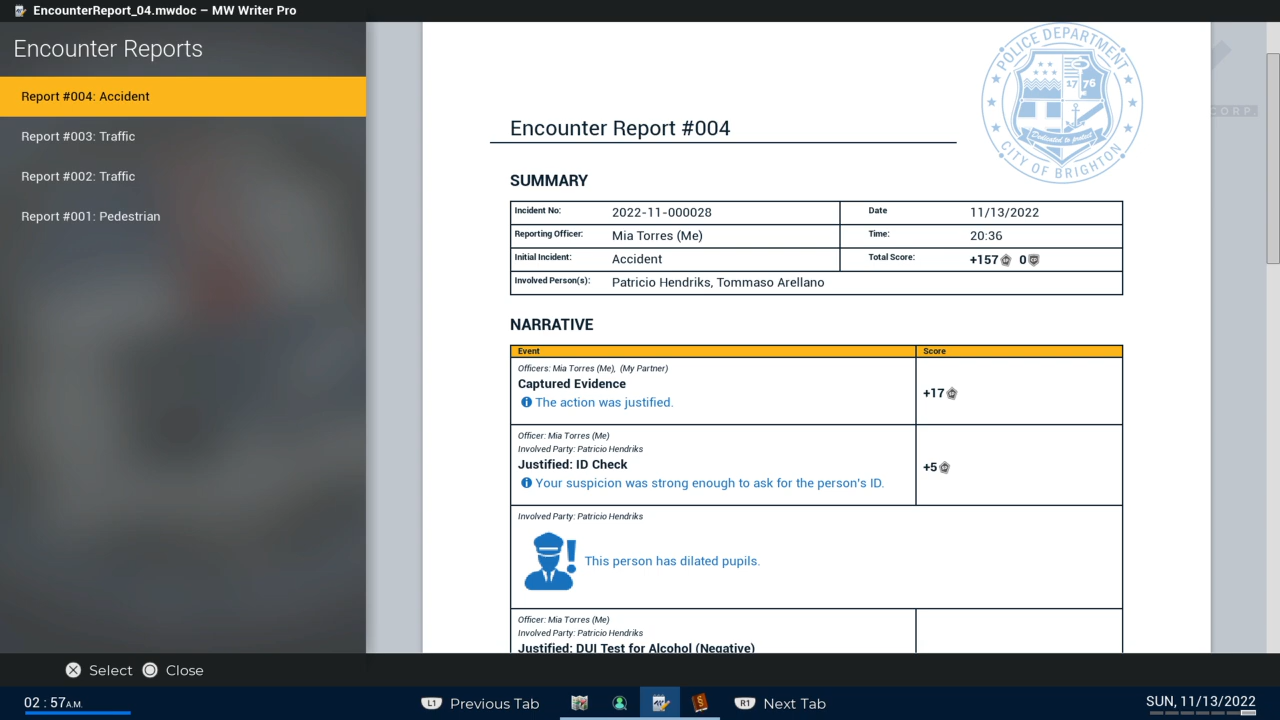 EncounterReport_04.mwdoc – MW Writer Pro
Encounter Reports
Report #004: Accident
Report #003: Traffic
Report #002: Traffic
Report #001: Pedestrian
POLICE DEPARTMENT
17 76
Dedicated to protect
CITY OF BRIGHTON
CORP.
Encounter Report #004
SUMMARY
Incident No: 2022-11-000028 Date 11/13/2022
Reporting Officer: Mia Torres (Me) Time: 20:36
Initial Incident: Accident Total Score: +157 0
Involved Person(s): Patricio Hendriks, Tommaso Arellano
NARRATIVE
Event Score
Officers: Mia Torres (Me), (My Partner)
Captured Evidence
The action was justified.
+17
Officer: Mia Torres (Me)
Involved Party: Patricio Hendriks
Justified: ID Check
Your suspicion was strong enough to ask for the person's ID.
+5
Involved Party: Patricio Hendriks
This person has dilated pupils.
Officer: Mia Torres (Me)
Involved Party: Patricio Hendriks
Justified: DUI Test for Alcohol (Negative)
Select Close
02 : 57 A.M.
L1 Previous Tab R1 Next Tab
SUN, 11/13/2022